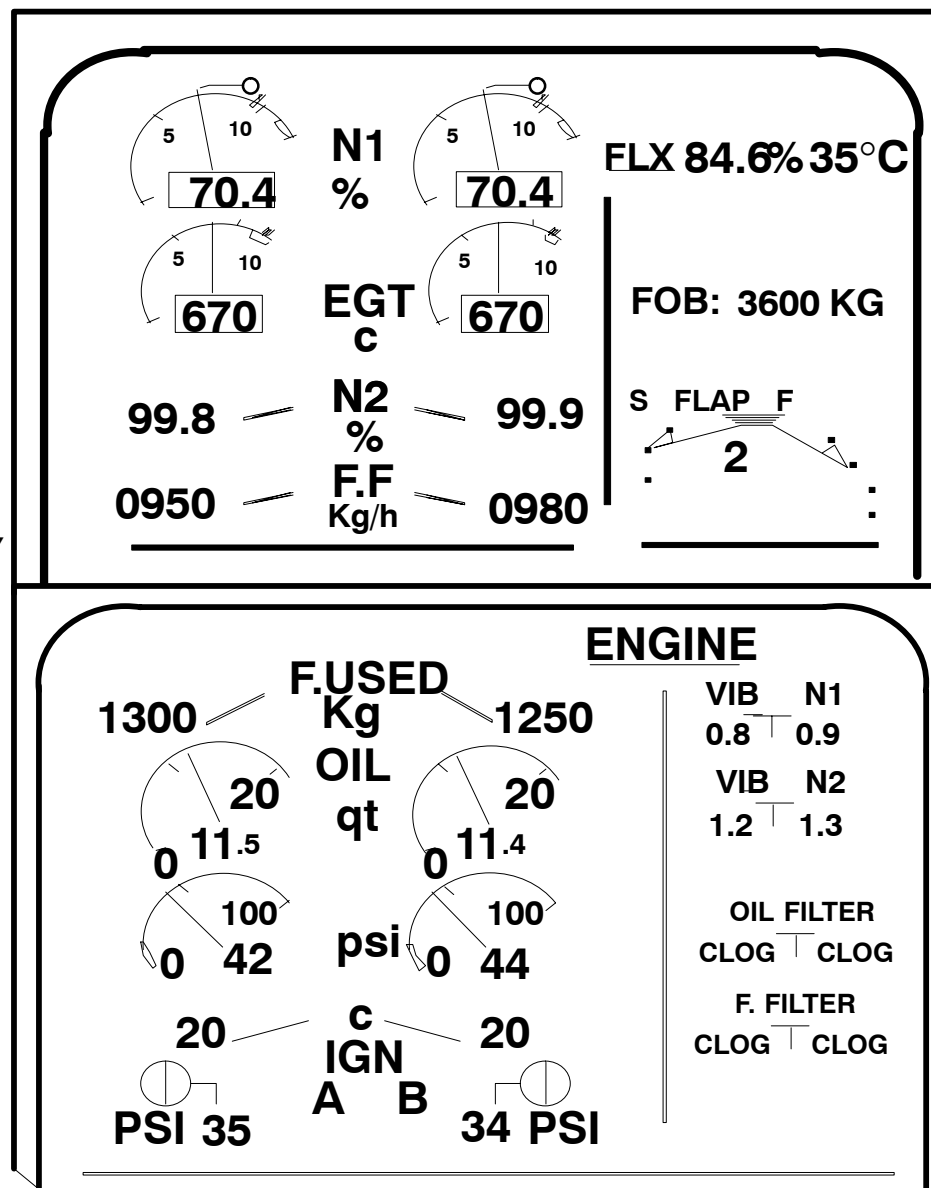 5 10 N1 5 10
FLX 84.6% 35°C
70.4 % 70.4
5 10 5 10
EGT
670 670
c
FOB: 3600 KG
N2
99.8 99.9
%
S FLAP F
2
F.F
0950 0980
Kg/h
ENGINE
F.USED
1300 Kg 1250
VIB N1
0.8 0.9
OIL
20 20
qt
0 11.5 0 11.4
VIB N2
1.2 1.3
100 100
psi
0 42 0 44
OIL FILTER
CLOG CLOG
c
20 20
IGN
A B
F. FILTER
CLOG CLOG
PSI 35 34 PSI